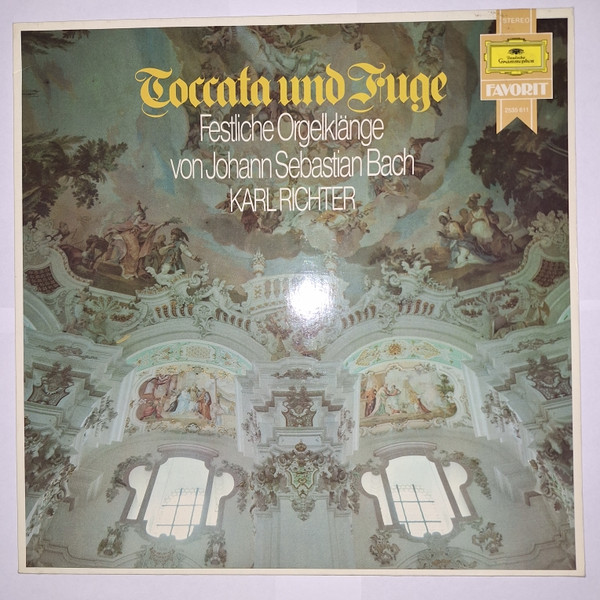 STEREO
Deutsche
Grammophon
FAVORIT
Toccata und Fuge
Festliche Orgelklänge
von Johann Sebastian Bach
KARL RICHTER